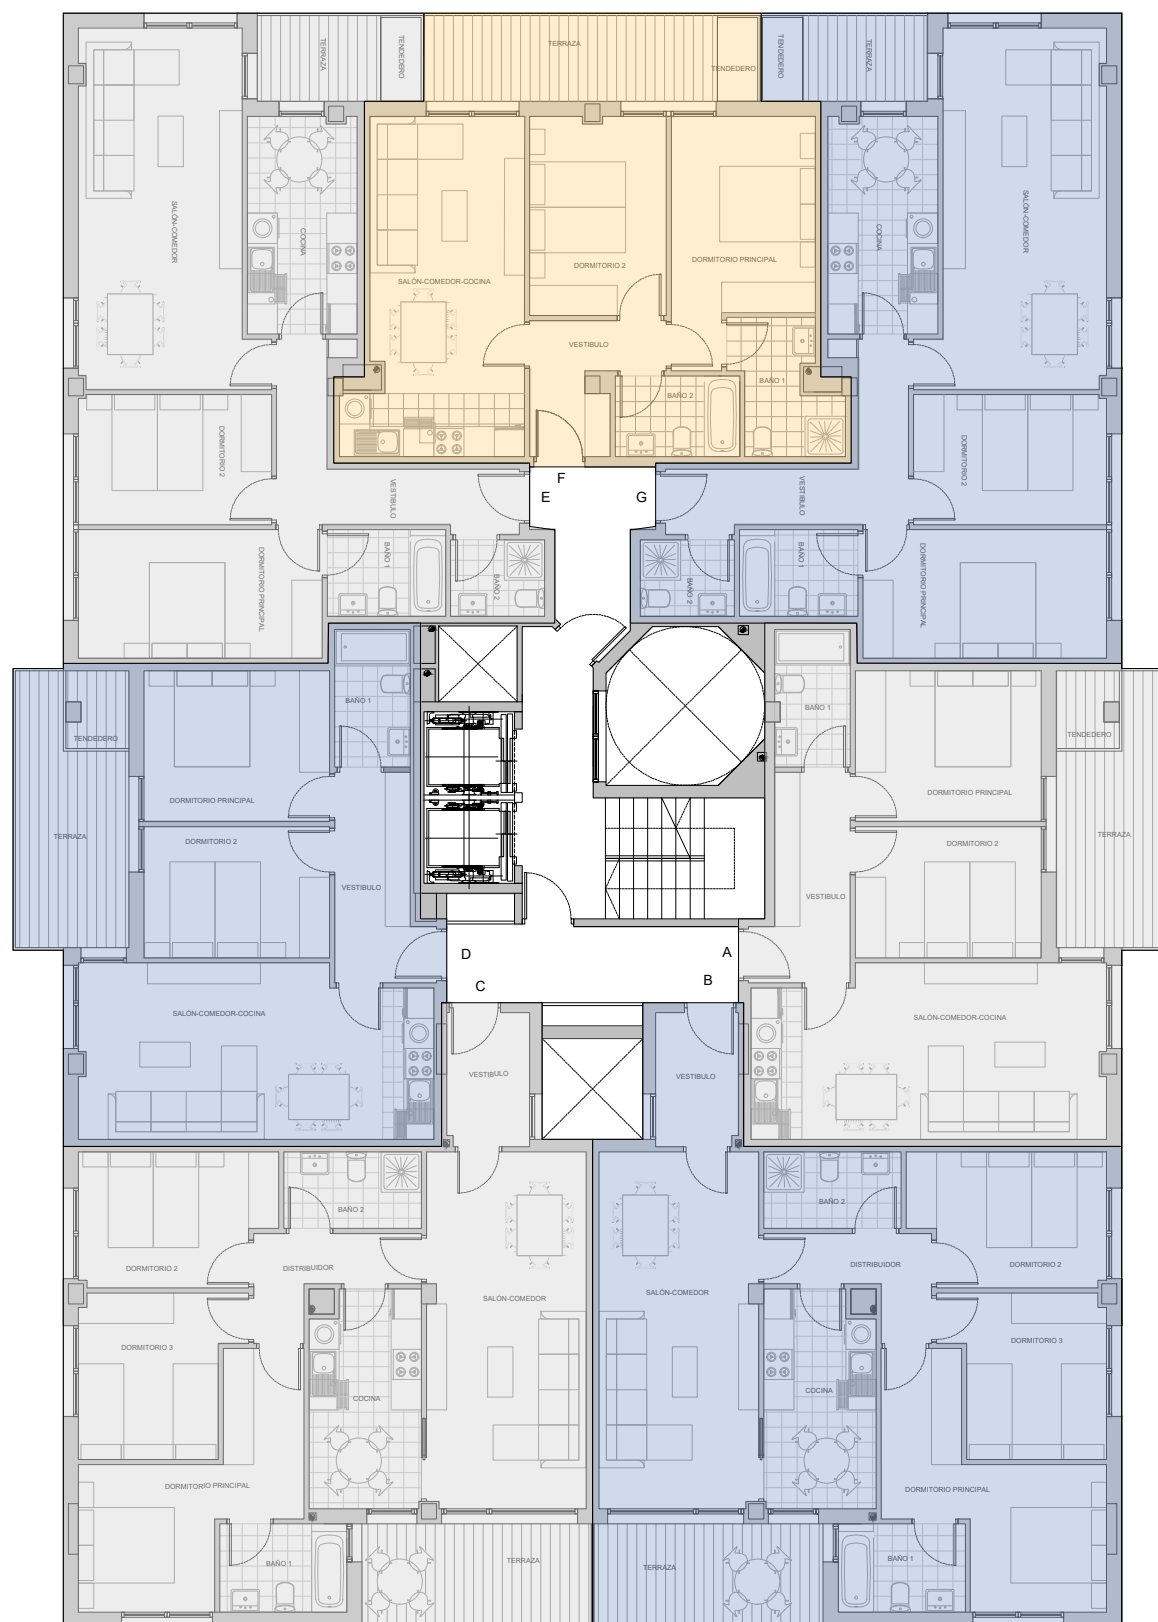 TERRAZA
TENDEDERO
SALÓN-COMEDOR
COCINA
DORMITORIO 2
VESTIBULO
DORMITORIO PRINCIPAL
BAÑO 1
BAÑO 2
E
TERRAZA
TENDEDERO
SALÓN-COMEDOR-COCINA
DORMITORIO 2
DORMITORIO PRINCIPAL
VESTIBULO
BAÑO 2
BAÑO 1
F
TENDEDERO
TERRAZA
COCINA
SALÓN-COMEDOR
VESTIBULO
DORMITORIO 2
BAÑO 2
BAÑO 1
DORMITORIO PRINCIPAL
G
BAÑO 1
TENDEDERO
DORMITORIO PRINCIPAL
TERRAZA
DORMITORIO 2
VESTIBULO
SALÓN-COMEDOR-COCINA
D
BAÑO 1
TENDEDERO
DORMITORIO PRINCIPAL
TERRAZA
DORMITORIO 2
VESTIBULO
SALÓN-COMEDOR-COCINA
A
C
VESTIBULO
BAÑO 2
DORMITORIO 2
DISTRIBUIDOR
SALÓN-COMEDOR
DORMITORIO 3
COCINA
DORMITORIO PRINCIPAL
BAÑO 1
TERRAZA
B
VESTIBULO
BAÑO 2
DISTRIBUIDOR
DORMITORIO 2
SALÓN-COMEDOR
DORMITORIO 3
COCINA
DORMITORIO PRINCIPAL
BAÑO 1
TERRAZA